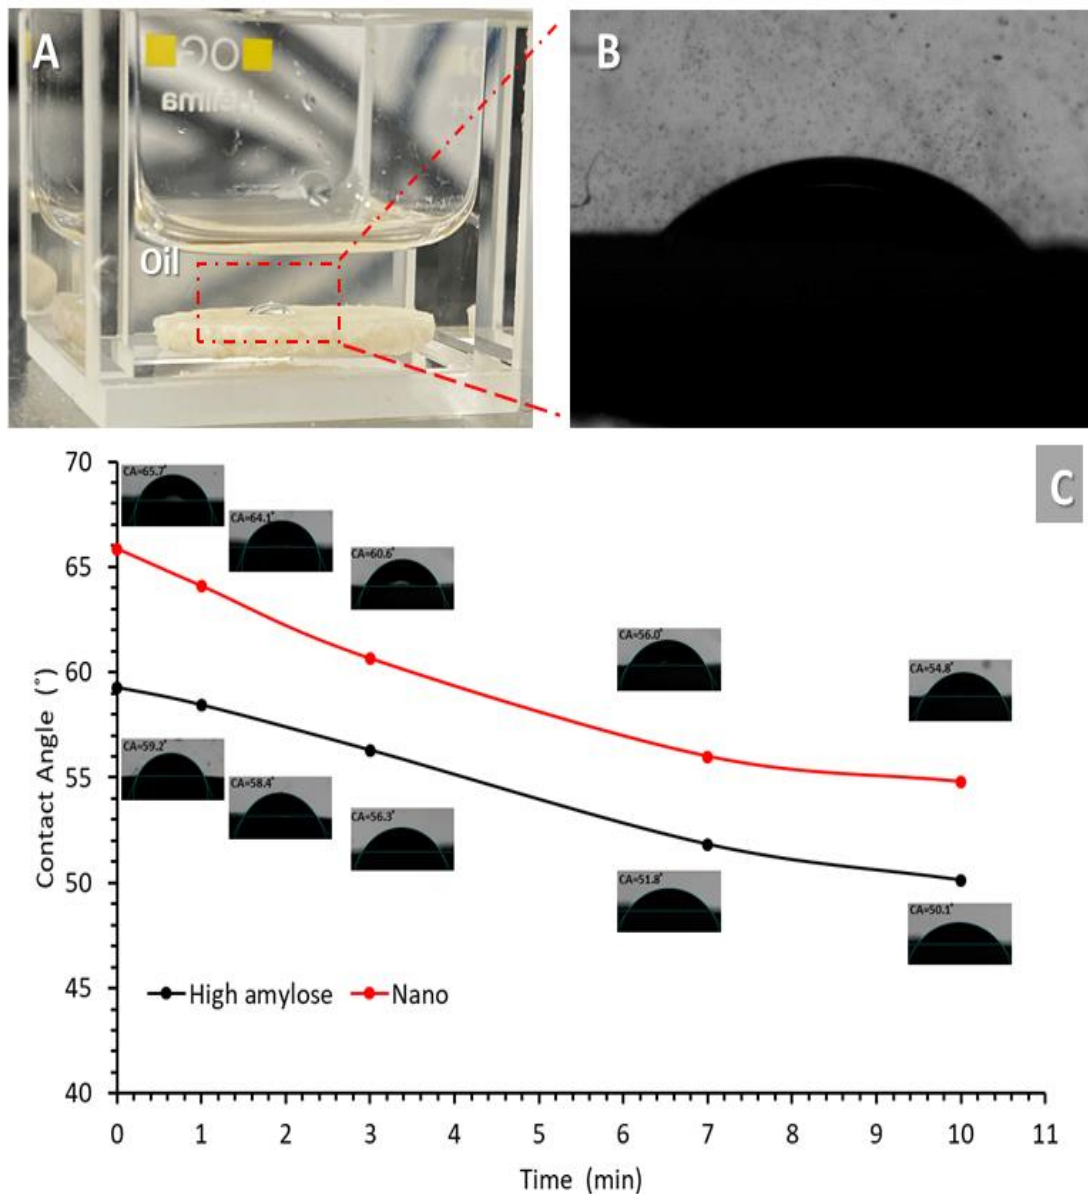 A
B
Oil
C
70
65
60
55
50
45
40
Contact Angle (°)
CA=65.7°
CA=64.1°
CA=60.6°
CA=56.0°
CA=54.8°
CA=59.2°
CA=58.4°
CA=56.3°
CA=51.8°
CA=50.1°
High amylose
Nano
0 1 2 3 4 5 6 7 8 9 10 11
Time (min)